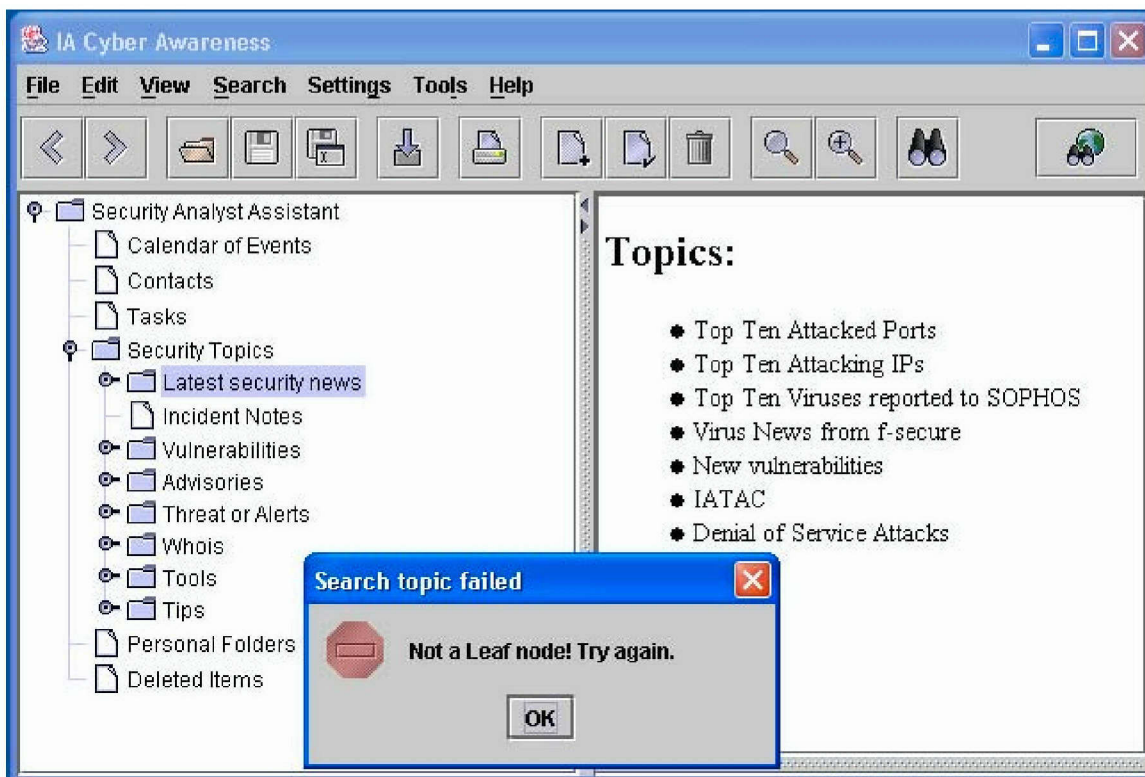 IA Cyber Awareness
File Edit View Search Settings Tools Help
Security Analyst Assistant
Calendar of Events
Contacts
Tasks
Security Topics
Latest security news
Incident Notes
Vulnerabilities
Advisories
Threat or Alerts
Whois
Tools
Tips
Personal Folders
Deleted Items
Topics:
Top Ten Attacked Ports
Top Ten Attacking IPs
Top Ten Viruses reported to SOPHOS
Virus News from f-secure
New vulnerabilities
IATAC
Denial of Service Attacks
Search topic failed
Not a Leaf node! Try again.
OK